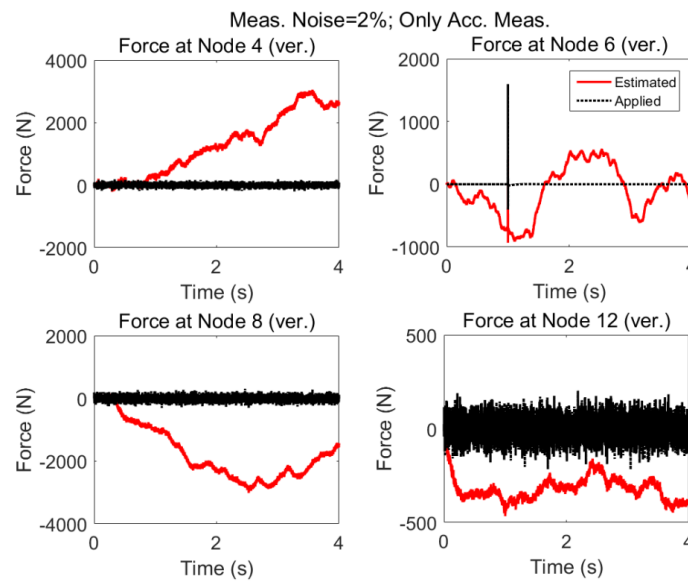 Meas. Noise=2%; Only Acc. Meas.
Force at Node 4 (ver.)
Force (N)
4000
2000
0
-2000
0 2 4
Time (s)
Force at Node 6 (ver.)
Force (N)
2000
1000
0
-1000
Estimated
Applied
0 2 4
Time (s)
Force at Node 8 (ver.)
Force (N)
2000
0
-2000
-4000
0 2 4
Time (s)
Force at Node 12 (ver.)
Force (N)
500
0
-500
0 2 4
Time (s)